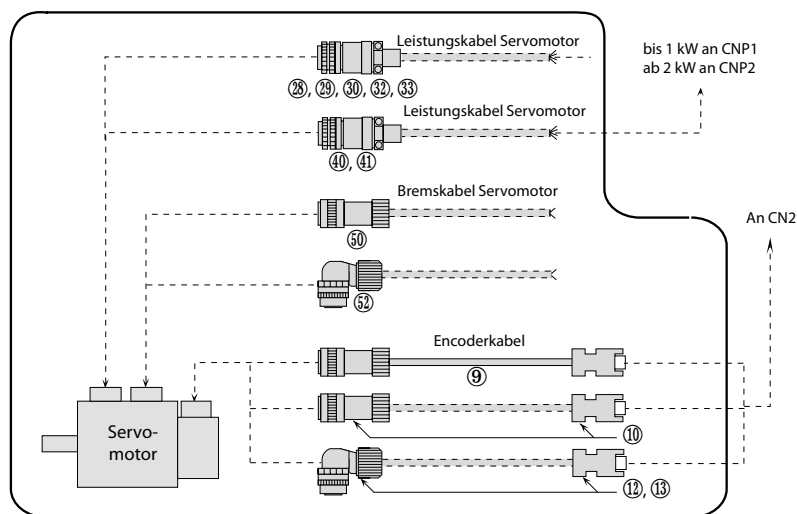 Leistungskabel Servomotor
㉘, ㉙, ㉚, ㉜, ㉝
bis 1 kW an CNP1
ab 2 kW an CNP2
Leistungskabel Servomotor
㊵, ㊶
Bremskabel Servomotor
㊿
An CN2
52
Encoderkabel
⑨
⑩
Servo-
motor
⑫, ⑬